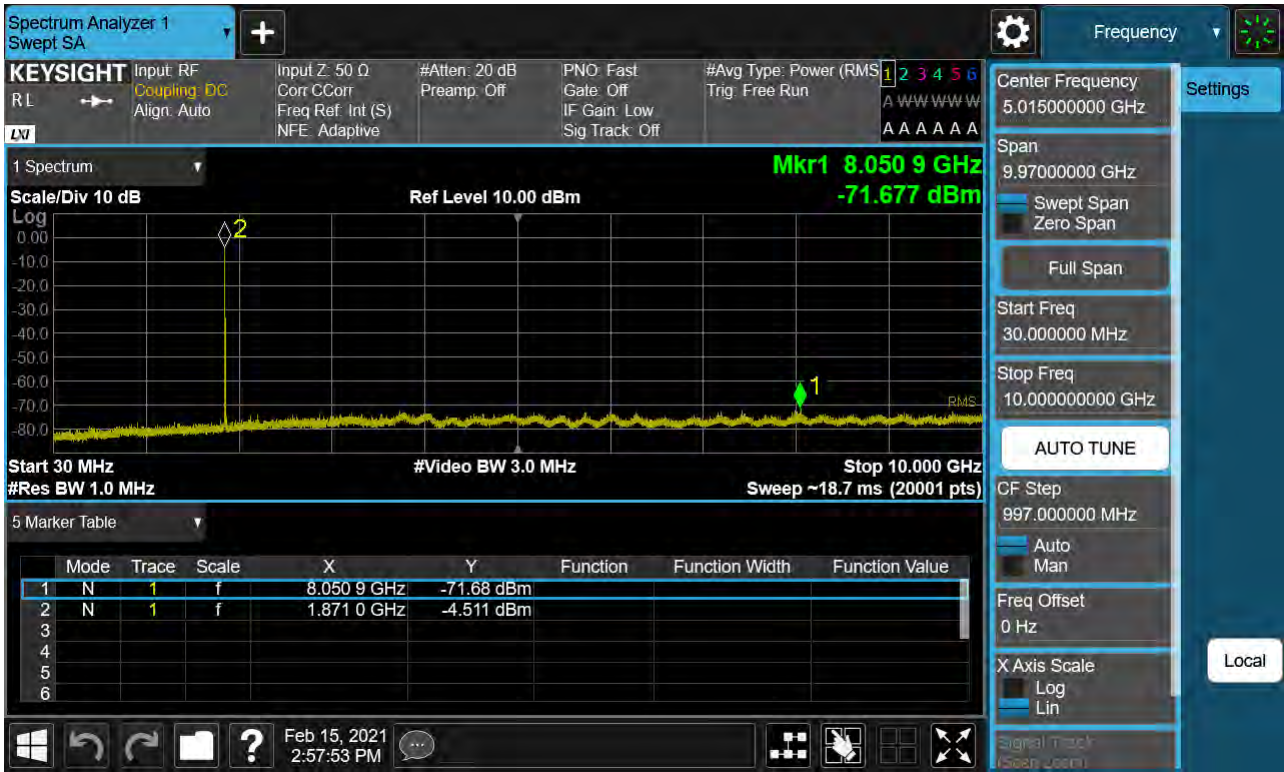 Spectrum Analyzer 1
Swept SA
Frequency
KEYSIGHT
RL
LXI
Input: RF
Coupling: DC
Align: Auto
Input Z: 50 Ω
Corr CCorr
Freq Ref: Int (S)
NFE: Adaptive
#Atten: 20 dB
Preamp: Off
PNO: Fast
Gate: Off
IF Gain: Low
Sig Track: Off
#Avg Type: Power (RMS
Trig: Free Run
1 2 3 4 5 6
A W W W W W
A A A A A A
1 Spectrum
Mkr1 8.050 9 GHz
Scale/Div 10 dB
Ref Level 10.00 dBm
-71.677 dBm
Log
0.00
-10.0
-20.0
-30.0
-40.0
-50.0
-60.0
-70.0
-80.0
2
1
RMS
Start 30 MHz
#Video BW 3.0 MHz
Stop 10.000 GHz
#Res BW 1.0 MHz
Sweep ~18.7 ms (20001 pts)
5 Marker Table
Mode Trace Scale X Y Function Function Width Function Value
1 N 1 f 8.050 9 GHz -71.68 dBm
2 N 1 f 1.871 0 GHz -4.511 dBm
3
4
5
6
Feb 15, 2021
2:57:53 PM
Center Frequency
5.015000000 GHz
Settings
Span
9.97000000 GHz
Swept Span
Zero Span
Full Span
Start Freq
30.000000 MHz
Stop Freq
10.000000000 GHz
AUTO TUNE
CF Step
997.000000 MHz
Auto
Man
Freq Offset
0 Hz
X Axis Scale
Log
Lin
Local
Signal Track
(Span Zoom)